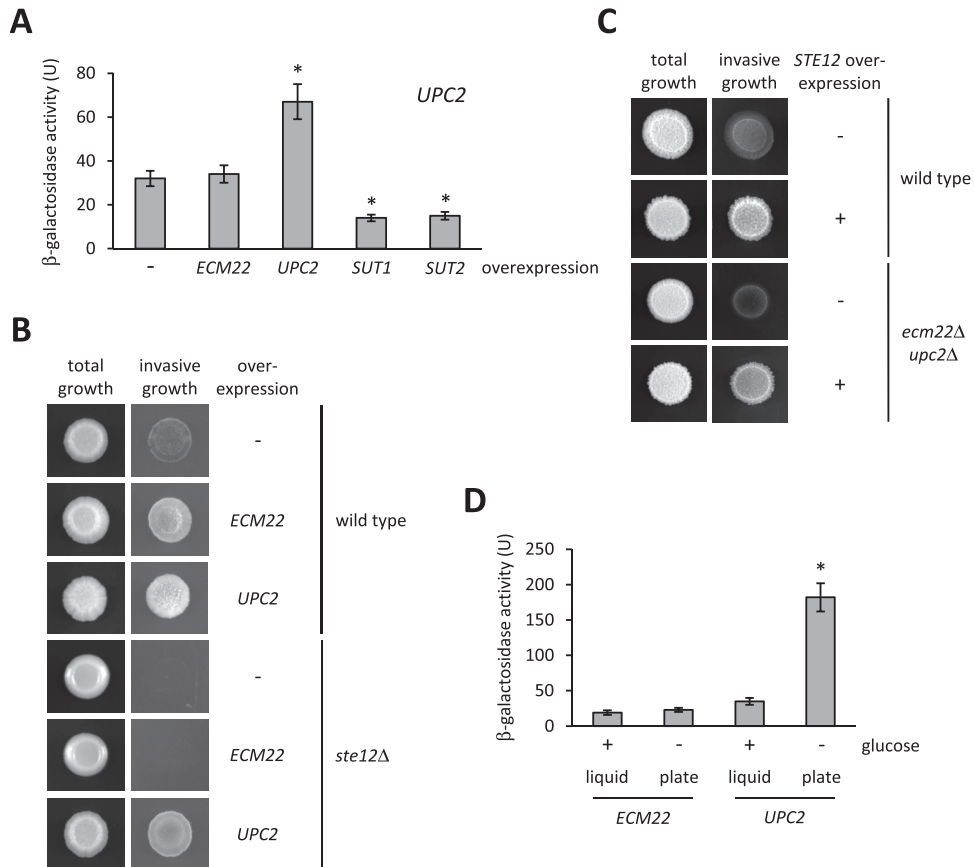 A
β-galactosidase activity (U)
80
60
40
20
0
UPC2
*
*
*
- ECM22 UPC2 SUT1 SUT2 overexpression
B
total growth
invasive growth
over-expression
-
ECM22
UPC2
wild type
-
ECM22
UPC2
ste12Δ
C
total growth
invasive growth
STE12 over-expression
-
+
wild type
-
+
ecm22Δ
upc2Δ
D
β-galactosidase activity (U)
250
200
150
100
50
0
*
+ - + - glucose
liquid plate liquid plate
ECM22 UPC2